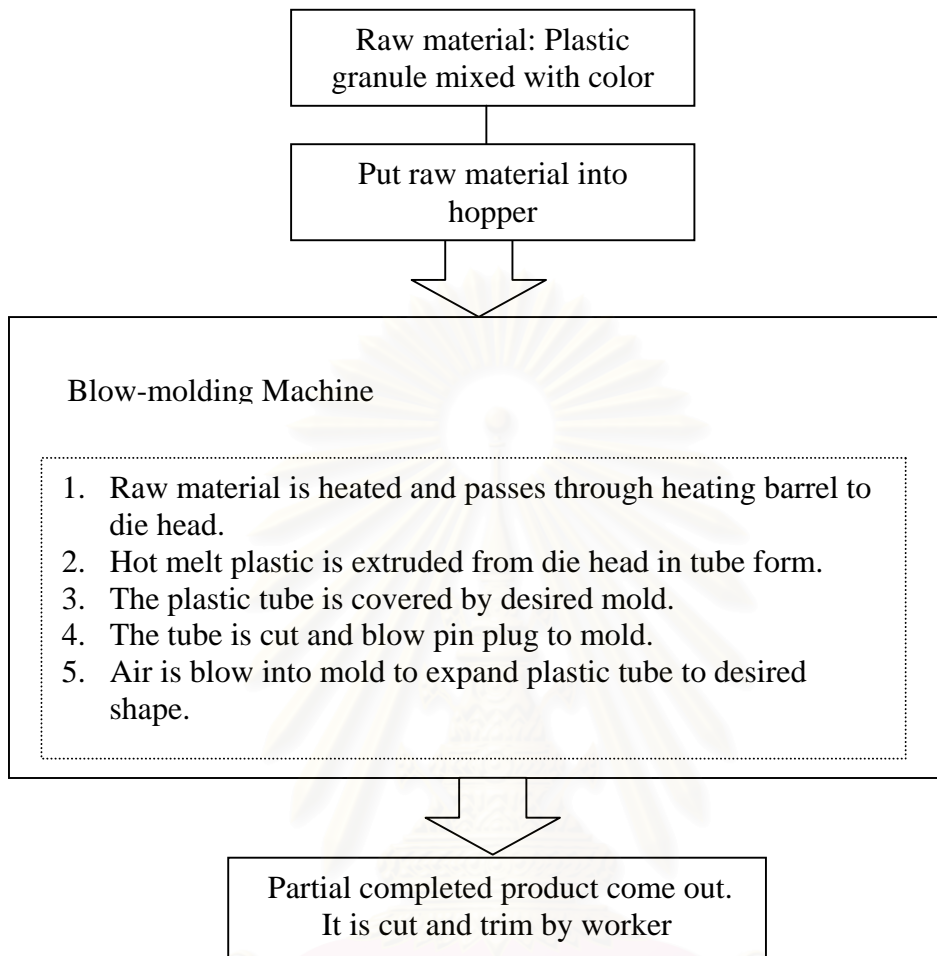 Raw material: Plastic
granule mixed with color
Put raw material into
hopper
Blow-molding Machine
1. Raw material is heated and passes through heating barrel to
die head.
2. Hot melt plastic is extruded from die head in tube form.
3. The plastic tube is covered by desired mold.
4. The tube is cut and blow pin plug to mold.
5. Air is blow into mold to expand plastic tube to desired
shape.
Partial completed product come out.
It is cut and trim by worker